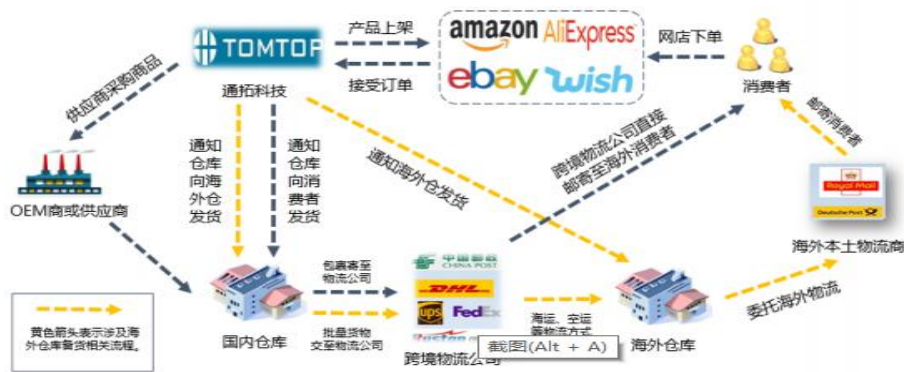 TOMTOP
通拓科技
产品上架
接受订单
amazon AliExpress
ebay wish
网店下单
消费者
供应商采购商品
OEM商或供应商
通知
仓库
向海
外仓
发货
通知
仓库
向消
费者
发货
通知海外仓发货
跨境物流公司直接
邮寄至海外消费者
邮寄消费者
Royal Mail
Deutsche Post
海外本土物流商
黄色箭头表示涉及海
外仓库备货相关流程。
国内仓库
包裹寄至
物流公司
批量货物
交至物流公司
中国邮政
CHINA POST
DHL
ups FedEx
跨境物流公司
截图(Alt + A)
海运、空运
等物流方式
海外仓库
委托海外物流